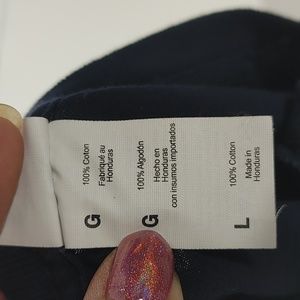 G
100% Cotton
Fabriqué au
Honduras
G
100% Algodón
Hecho en
Honduras
con insumos importados
L
100% Cotton
Made in
Honduras